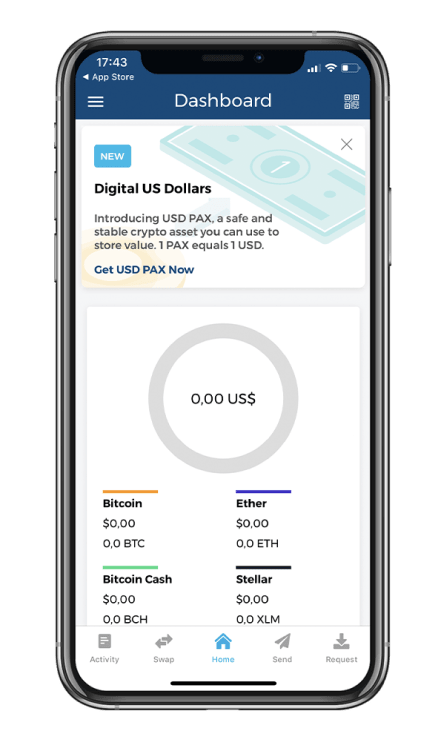 17:43
◀ App Store
Dashboard
NEW
Digital US Dollars
Introducing USD PAX, a safe and
stable crypto asset you can use to
store value. 1 PAX equals 1 USD.
Get USD PAX Now
0,00 US$
Bitcoin
$0,00
0,0 BTC
Ether
$0,00
0,0 ETH
Bitcoin Cash
$0,00
0,0 BCH
Stellar
$0,00
0,0 XLM
Activity
Swap
Home
Send
Request